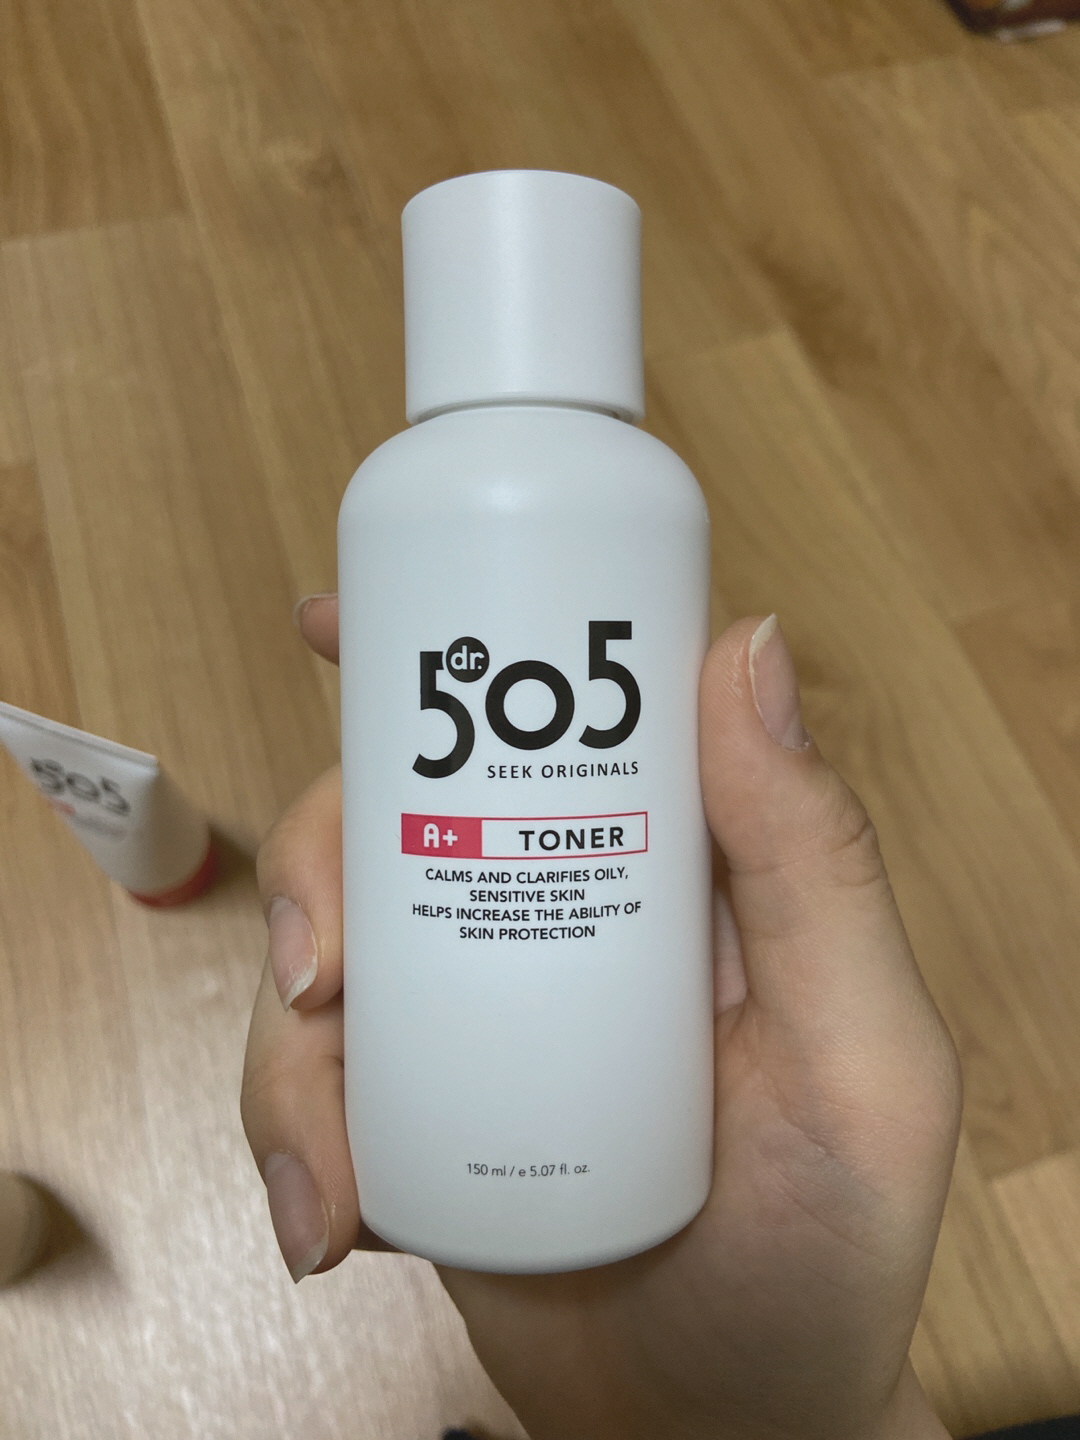 dr.
505
SEEK ORIGINALS
A+ TONER
CALMS AND CLARIFIES OILY,
SENSITIVE SKIN
HELPS INCREASE THE ABILITY OF
SKIN PROTECTION
150 ml / e 5.07 fl. oz.
505